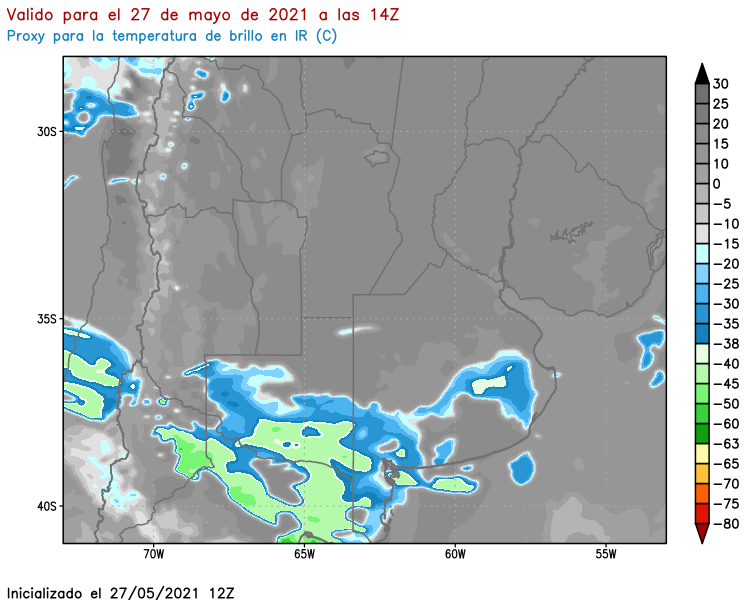 Valido para el 27 de mayo de 2021 a las 14Z
Proxy para la temperatura de brillo en IR (C)
30S
35S
40S
70W
65W
60W
55W
30
25
20
15
10
0
−5
−10
−15
−20
−25
−30
−35
−38
−40
−45
−50
−60
−63
−65
−70
−75
−80
Inicializado el 27/05/2021 12Z